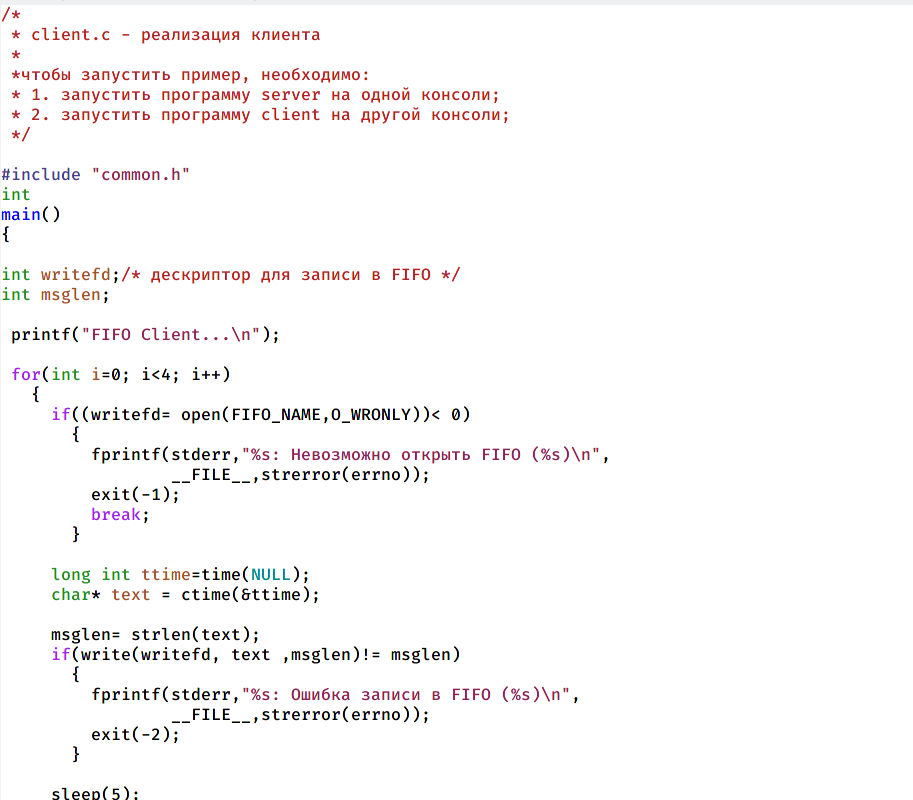 /*
 * client.c - реализация клиента
 *
 *чтобы запустить пример, необходимо:
 * 1. запустить программу server на одной консоли;
 * 2. запустить программу client на другой консоли;
 */
#include "common.h"
int
main()
{
int writefd;/* дескриптор для записи в FIFO */
int msglen;
 printf("FIFO Client...\n");
 for(int i=0; i<4; i++)
   {
     if((writefd= open(FIFO_NAME,O_WRONLY))< 0)
       {
         fprintf(stderr,"%s: Невозможно открыть FIFO (%s)\n",
                 __FILE__,strerror(errno));
         exit(-1);
         break;
       }
     long int ttime=time(NULL);
     char* text = ctime(&ttime);
     msglen= strlen(text);
     if(write(writefd, text ,msglen)!= msglen)
       {
         fprintf(stderr,"%s: Ошибка записи в FIFO (%s)\n",
                 __FILE__,strerror(errno));
         exit(-2);
       }
     sleep(5);